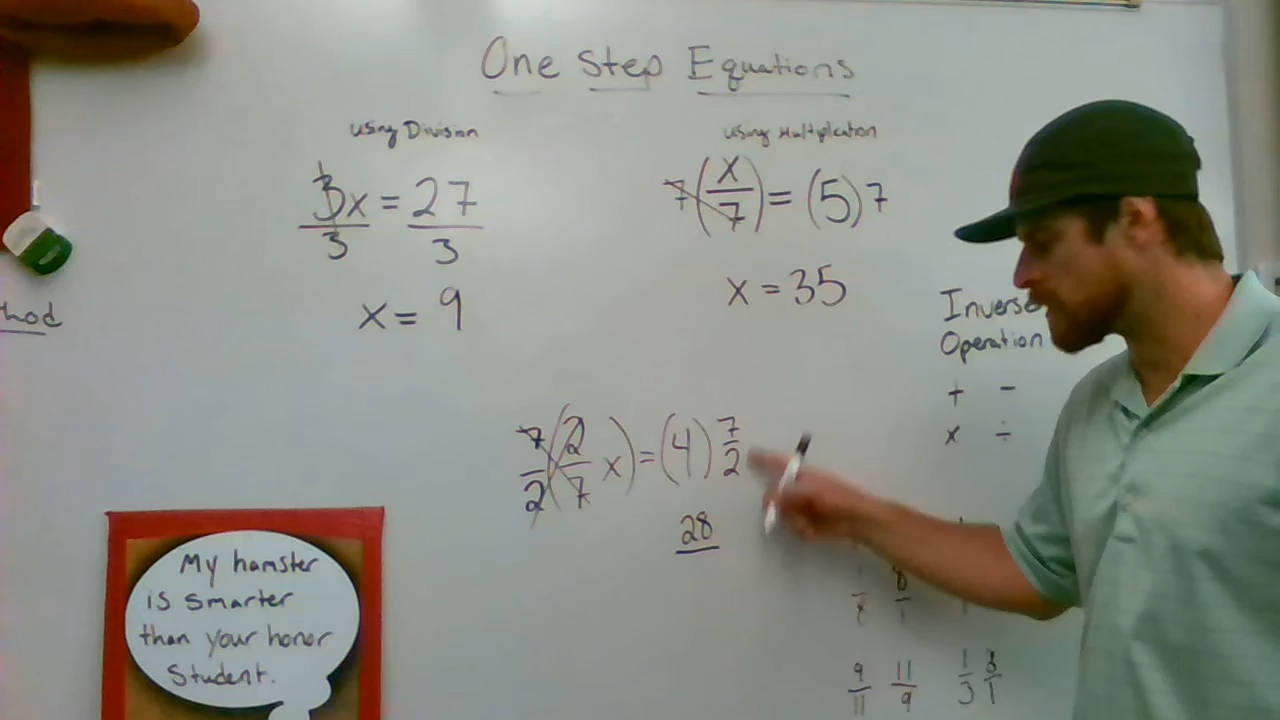 One Step Equations
using Division
using Multiplication
3x = 27
3 3
x = 9
7(x/7) = (5)7
x = 35
thod
Inverse
Operation
+ -
x ÷
7/2(2/7 x) = (4)7/2
28
8/1
9/11 11/9 1/3 3/1
My hamster
is smarter
than your honor
Student.